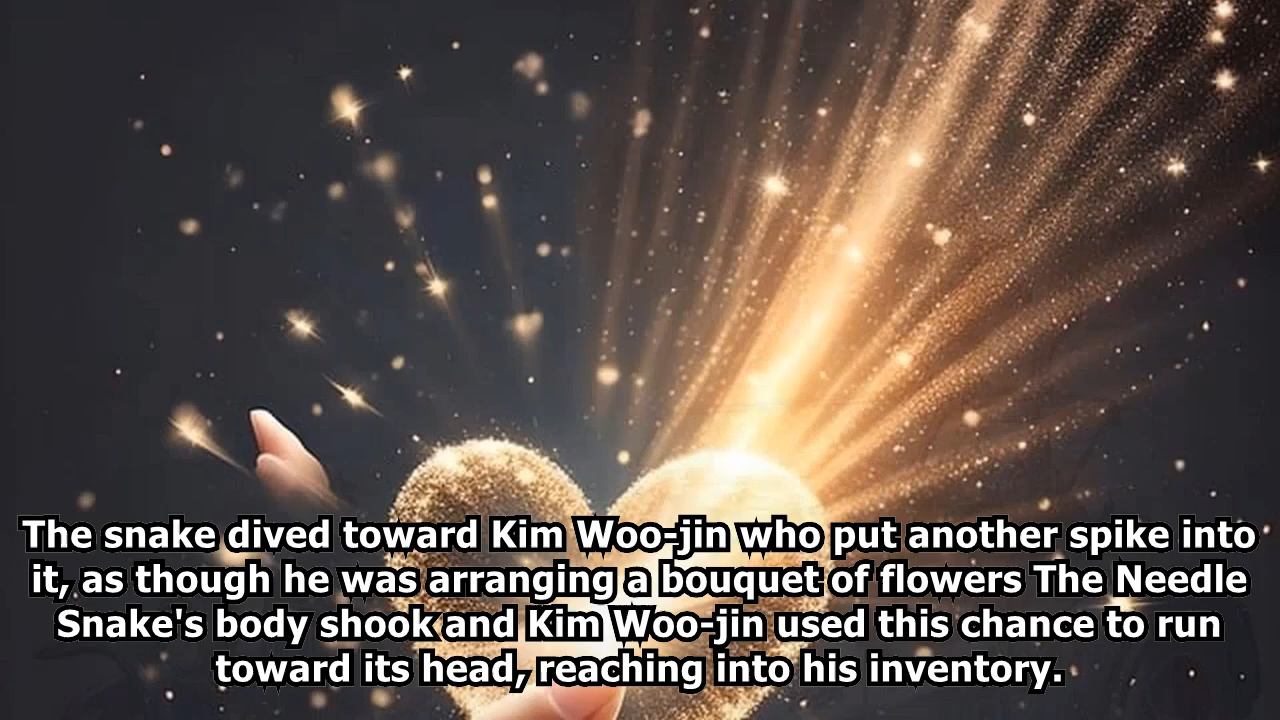 The snake dived toward Kim Woo-jin who put another spike into
it, as though he was arranging a bouquet of flowers The Needle
Snake's body shook and Kim Woo-jin used this chance to run
toward its head, reaching into his inventory.